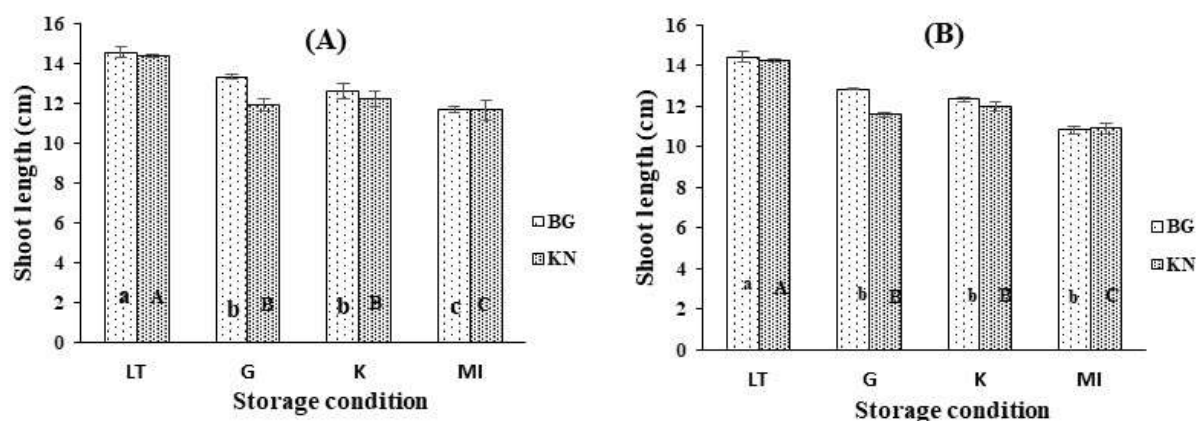 (A)
Shoot length (cm)
16
14
12
10
8
6
4
2
0
a A b B b B c C
LT G K MI
Storage condition
BG
KN
(B)
Shoot length (cm)
16
14
12
10
8
6
4
2
0
a A b B b B b C
LT G K MI
Storage condition
BG
KN